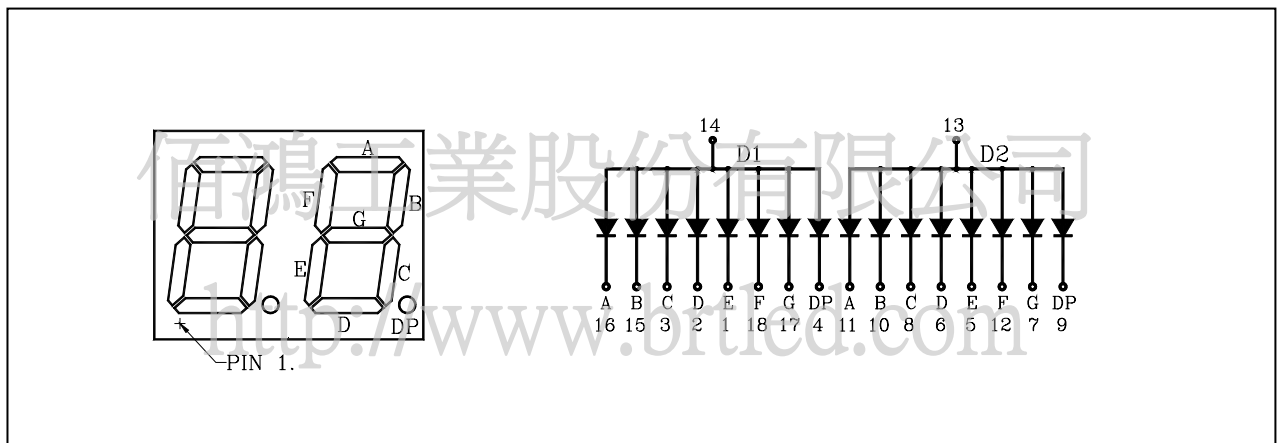 佰鴻工業股份有限公司
14 13
D1 D2
A
F B
G
E C
D DP
PIN 1.
A B C D E F G DP A B C D E F G DP
16 15 3 2 1 18 17 4 11 10 8 6 5 12 7 9
http://www.brtled.com